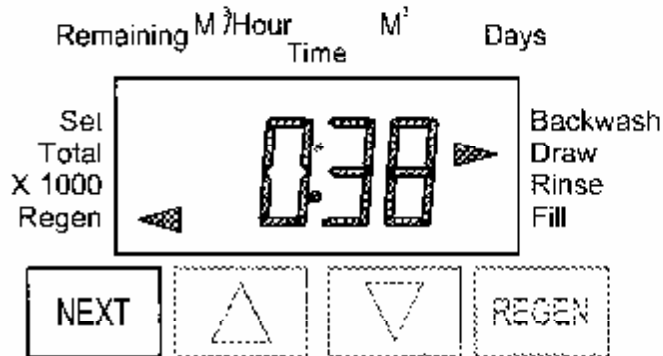 Remaining M³/Hour M³ Days
Time
Set
Total
X 1000
Regen
0:38
Backwash
Draw
Rinse
Fill
NEXT REGEN